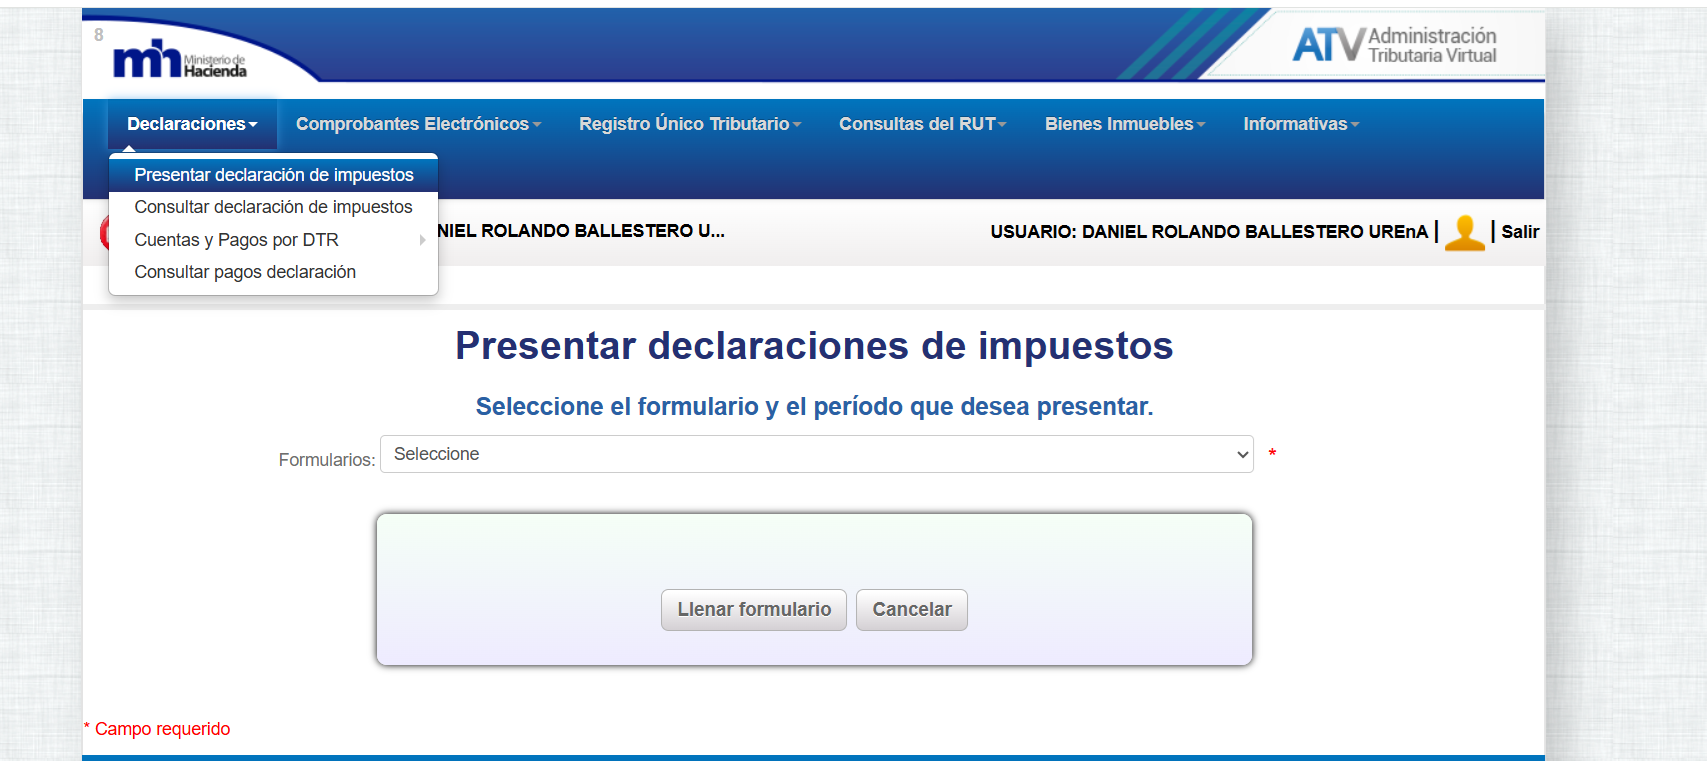 8
mh Ministerio de
Hacienda
ATV Administración
Tributaria Virtual
Declaraciones Comprobantes Electrónicos Registro Único Tributario Consultas del RUT Bienes Inmuebles Informativas
Presentar declaración de impuestos
Consultar declaración de impuestos
Cuentas y Pagos por DTR
Consultar pagos declaración
NIEL ROLANDO BALLESTERO U...
USUARIO: DANIEL ROLANDO BALLESTERO UREnA | | Salir
Presentar declaraciones de impuestos
Seleccione el formulario y el período que desea presentar.
Formularios: Seleccione *
Llenar formulario Cancelar
* Campo requerido